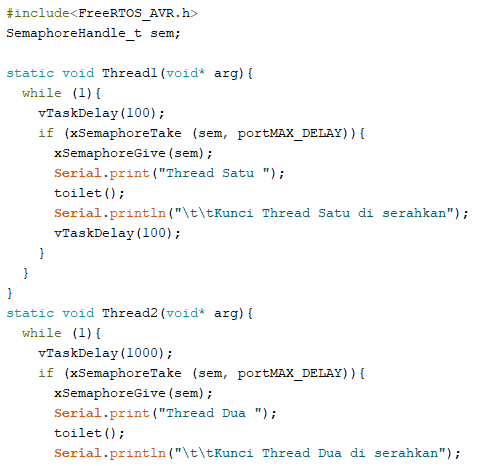 #include<FreeRTOS_AVR.h>
SemaphoreHandle_t sem;

static void Thread1(void* arg){
  while (1){
    vTaskDelay(100);
    if (xSemaphoreTake (sem, portMAX_DELAY)){
      xSemaphoreGive(sem);
      Serial.print("Thread Satu ");
      toilet();
      Serial.println("\t\tKunci Thread Satu di serahkan");
      vTaskDelay(100);
    }
  }
}
static void Thread2(void* arg){
  while (1){
    vTaskDelay(1000);
    if (xSemaphoreTake (sem, portMAX_DELAY)){
      xSemaphoreGive(sem);
      Serial.print("Thread Dua ");
      toilet();
      Serial.println("\t\tKunci Thread Dua di serahkan");